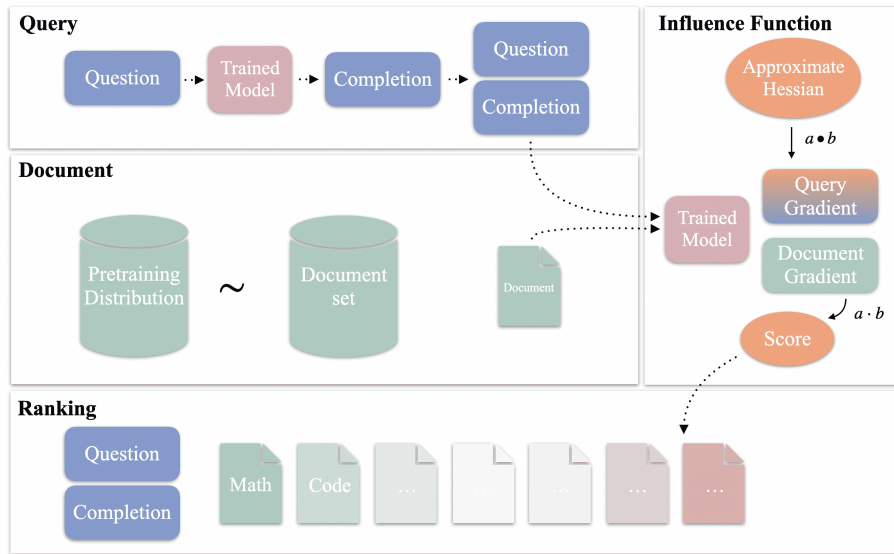 Query
Question
Trained
Model
Completion
Question
Completion
Document
Pretraining
Distribution
~
Document
set
Document
Influence Function
Approximate
Hessian
a • b
Trained
Model
Query
Gradient
Document
Gradient
a · b
Score
Ranking
Question
Completion
Math
Code
...
...
...
...
...